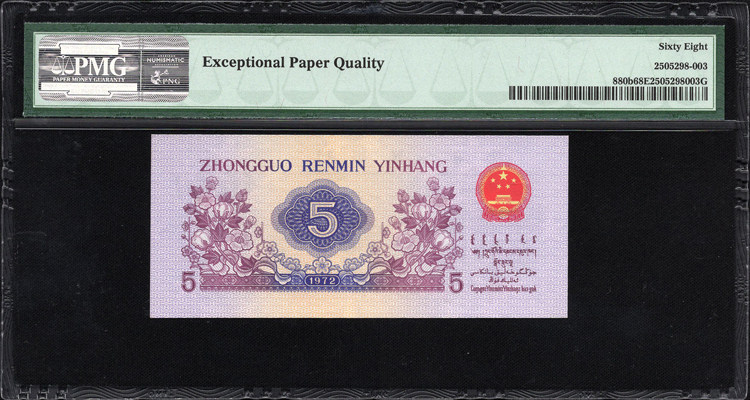 PMG
PAPER MONEY GUARANTY
NUMISMATIC
PNG
Exceptional Paper Quality
Sixty Eight
2505298-003
880b68E2505298003G
ZHONGGUO RENMIN YINHANG
5
5
5
1972